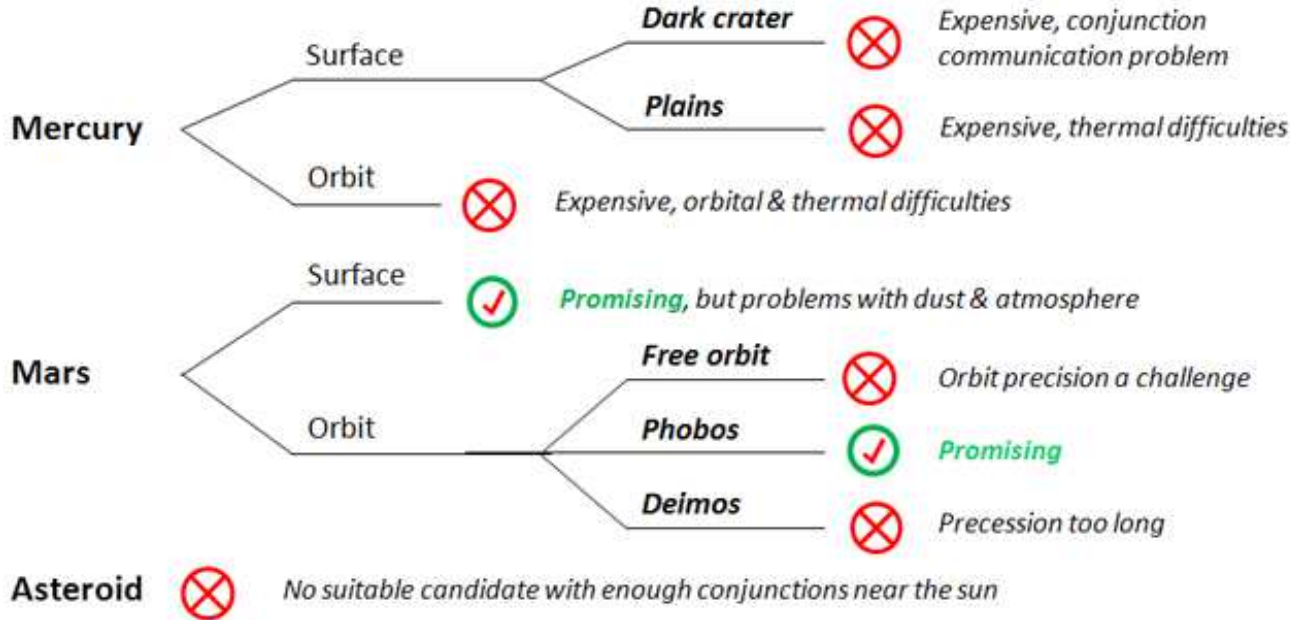 Dark crater
Expensive, conjunction
communication problem
Surface
Plains
Expensive, thermal difficulties
Mercury
Orbit
Expensive, orbital & thermal difficulties
Surface
Promising, but problems with dust & atmosphere
Free orbit
Orbit precision a challenge
Mars
Orbit
Phobos
Promising
Deimos
Precession too long
Asteroid
No suitable candidate with enough conjunctions near the sun